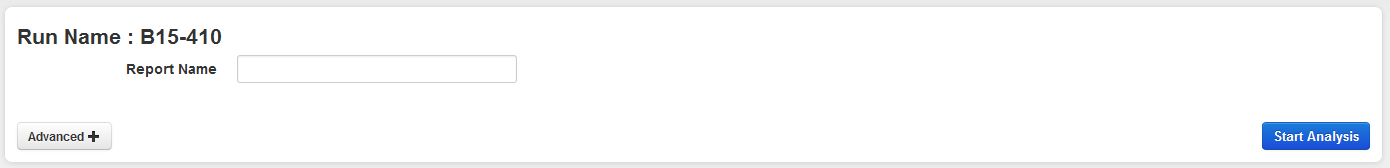 Run Name : B15-410
Report Name
Advanced
Start Analysis